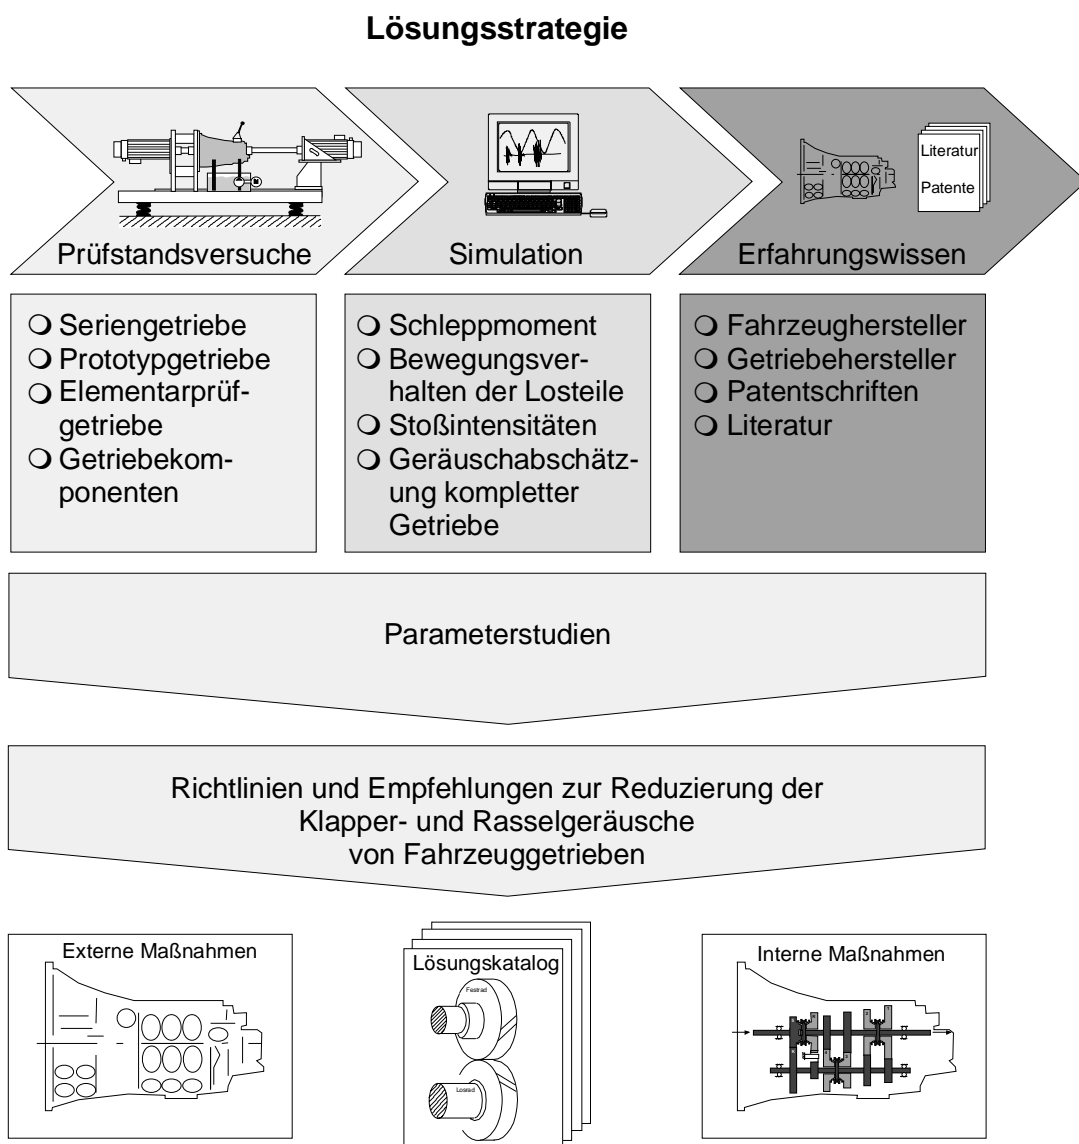 Lösungsstrategie
Prüfstandsversuche
Simulation
Literatur
Patente
Erfahrungswissen
Seriengetriebe
Prototypgetriebe
Elementarprüf-
getriebe
Getriebekom-
ponenten
Schleppmoment
Bewegungsver-
halten der Losteile
Stoßintensitäten
Geräuschabschätz-
ung kompletter
Getriebe
Fahrzeughersteller
Getriebehersteller
Patentschriften
Literatur
Parameterstudien
Richtlinien und Empfehlungen zur Reduzierung der
Klapper- und Rasselgeräusche
von Fahrzeuggetrieben
Externe Maßnahmen
Lösungskatalog
Festrad
Losrad
Interne Maßnahmen